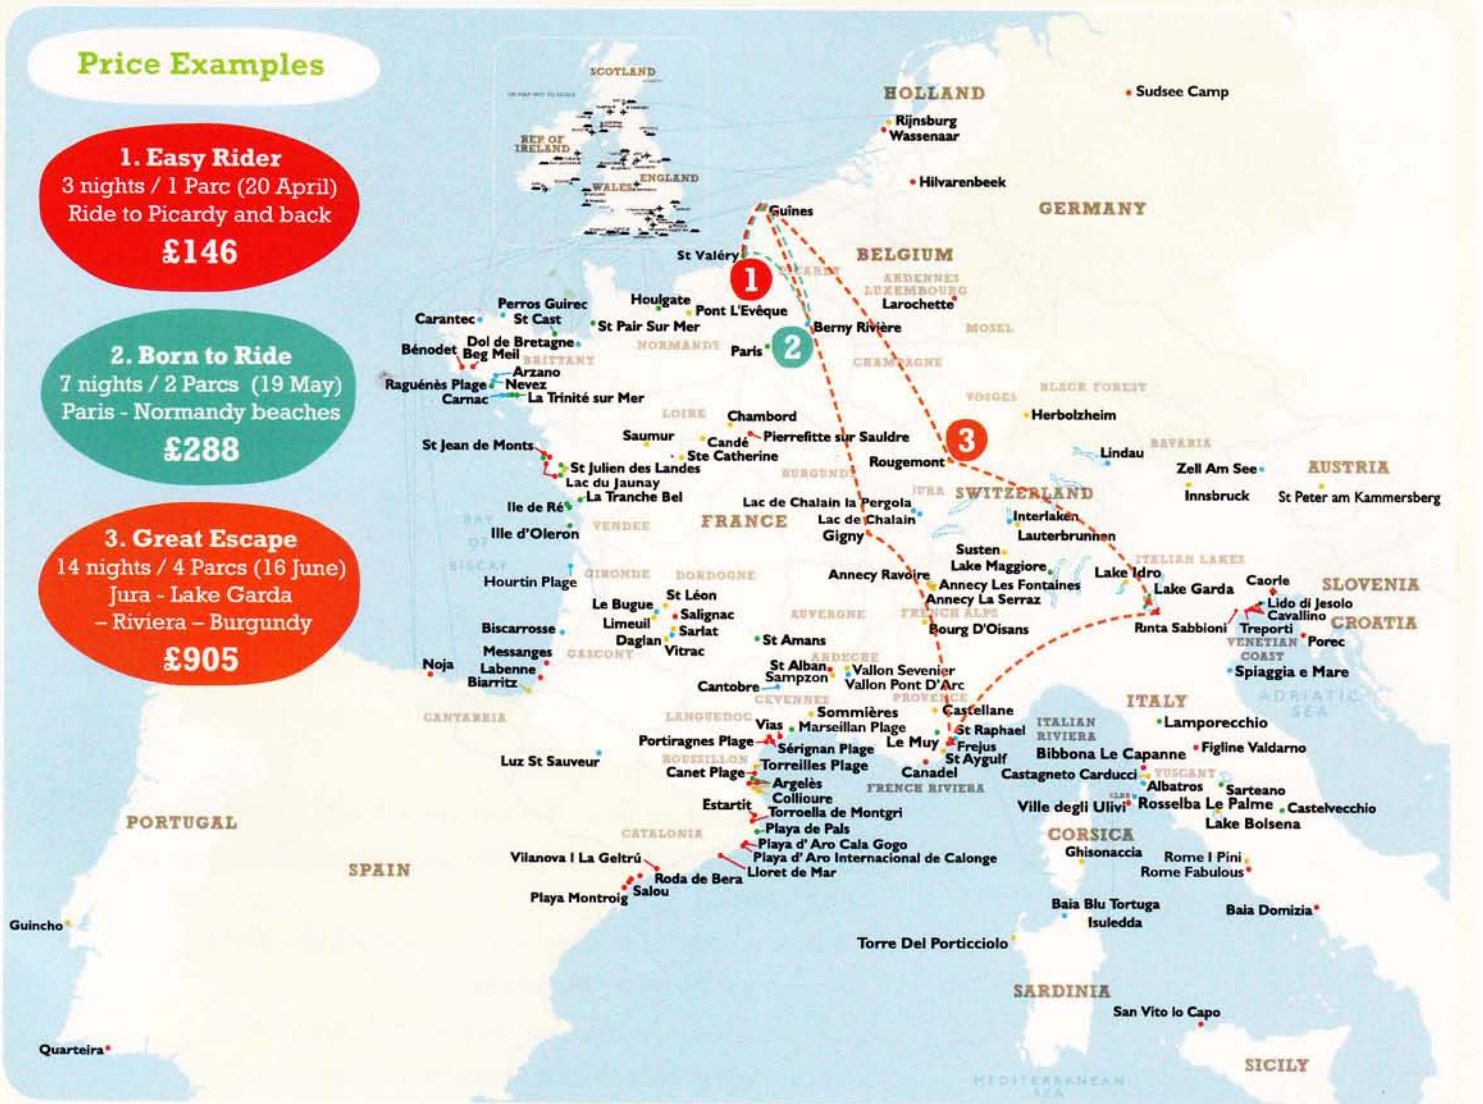 Price Examples
1. Easy Rider
3 nights / 1 Parc (20 April)
Ride to Picardy and back
£146
2. Born to Ride
7 nights / 2 Parcs (19 May)
Paris - Normandy beaches
£288
3. Great Escape
14 nights / 4 Parcs (16 June)
Jura - Lake Garda
– Riviera – Burgundy
£905
SCOTLAND
UK MAP NOT TO SCALE
REP OF
IRELAND
ENGLAND
WALES
HOLLAND
Sudsee Camp
Rijnsburg
Wassenaar
Hilvarenbeek
GERMANY
Guînes
St Valéry
1
PICARDY
BELGIUM
ARDENNES
LUXEMBOURG
Larochette
Perros Guirec
Carantec
St Cast
Houlgate
Pont L'Evêque
St Pair Sur Mer
Berny Rivière
MOSEL
Dol de Bretagne
Bénodet
Beg Meil
BRITTANY
NORMANDY
Paris
2
CHAMPAGNE
Arzano
Raguénès Plage
Nevez
Carnac
La Trinité sur Mer
VOSGES
BLACK FOREST
Herbolzheim
LOIRE
Chambord
Saumur
Candé
Pierrefitte sur Sauldre
Ste Catherine
3
St Jean de Monts
St Julien des Landes
Lac du Jaunay
La Tranche Bel
Ile de Ré
Ille d'Oleron
Rougemont
BURGUNDY
JURA
SWITZERLAND
Lindau
BAVARIA
Zell Am See
AUSTRIA
Innsbruck
St Peter am Kammersberg
Lac de Chalain la Pergola
Lac de Chalain
Gigny
FRANCE
VENDEE
BAY
OF
BISCAY
Interlaken
Lauterbrunnen
Susten
Lake Maggiore
ITALIAN LAKES
Lake Idro
Lake Garda
Caorle
SLOVENIA
Lido di Jesolo
Cavallino
CROATIA
Punta Sabbioni
Treporti
VENETIAN
COAST
Porec
Spiaggia e Mare
Hourtin Plage
GIRONDE
DORDOGNE
Annecy Ravoire
Annecy Les Fontaines
Annecy La Serraz
FRENCH ALPS
Bourg D'Oisans
St Léon
Le Bugue
Salignac
Limeuil
Sarlat
Daglan
Vitrac
AUVERGNE
St Amans
Biscarrosse
Messanges
Labenne
Biarritz
GASCONY
Noja
ARDECHE
St Alban
Sampzon
Vallon Sevenier
Vallon Pont D'Arc
Cantobre
CEVENNES
PROVENCE
CANTABRIA
LANGUEDOC
Sommières
Castellane
Vias
Marseillan Plage
Portiragnes Plage
Sérignan Plage
Le Muy
St Raphael
Frejus
St Aygulf
Canadel
FRENCH RIVIERA
ITALIAN
RIVIERA
ITALY
ADRIATIC
SEA
Lamporecchio
Bibbona Le Capanne
Figline Valdarno
Castagneto Carducci
TUSCANY
Albatros
Sarteano
Ville degli Ulivi
Rosselba Le Palme
Castelvecchio
Lake Bolsena
Luz St Sauveur
ROUSSILLON
Torreilles Plage
Canet Plage
Argelès
Collioure
Estartit
Torroella de Montgri
Playa de Pals
CATALONIA
Playa d' Aro Cala Gogo
Playa d' Aro Internacional de Calonge
Lloret de Mar
Vilanova I La Geltrú
Roda de Bera
Salou
Playa Montroig
PORTUGAL
SPAIN
CORSICA
Ghisonaccia
Rome I Pini
Rome Fabulous
Baia Blu Tortuga
Isuledda
Baia Domizia
Torre Del Porticciolo
Guincho
SARDINIA
San Vito lo Capo
Quarteira
SICILY
MEDITERRANEAN
SEA